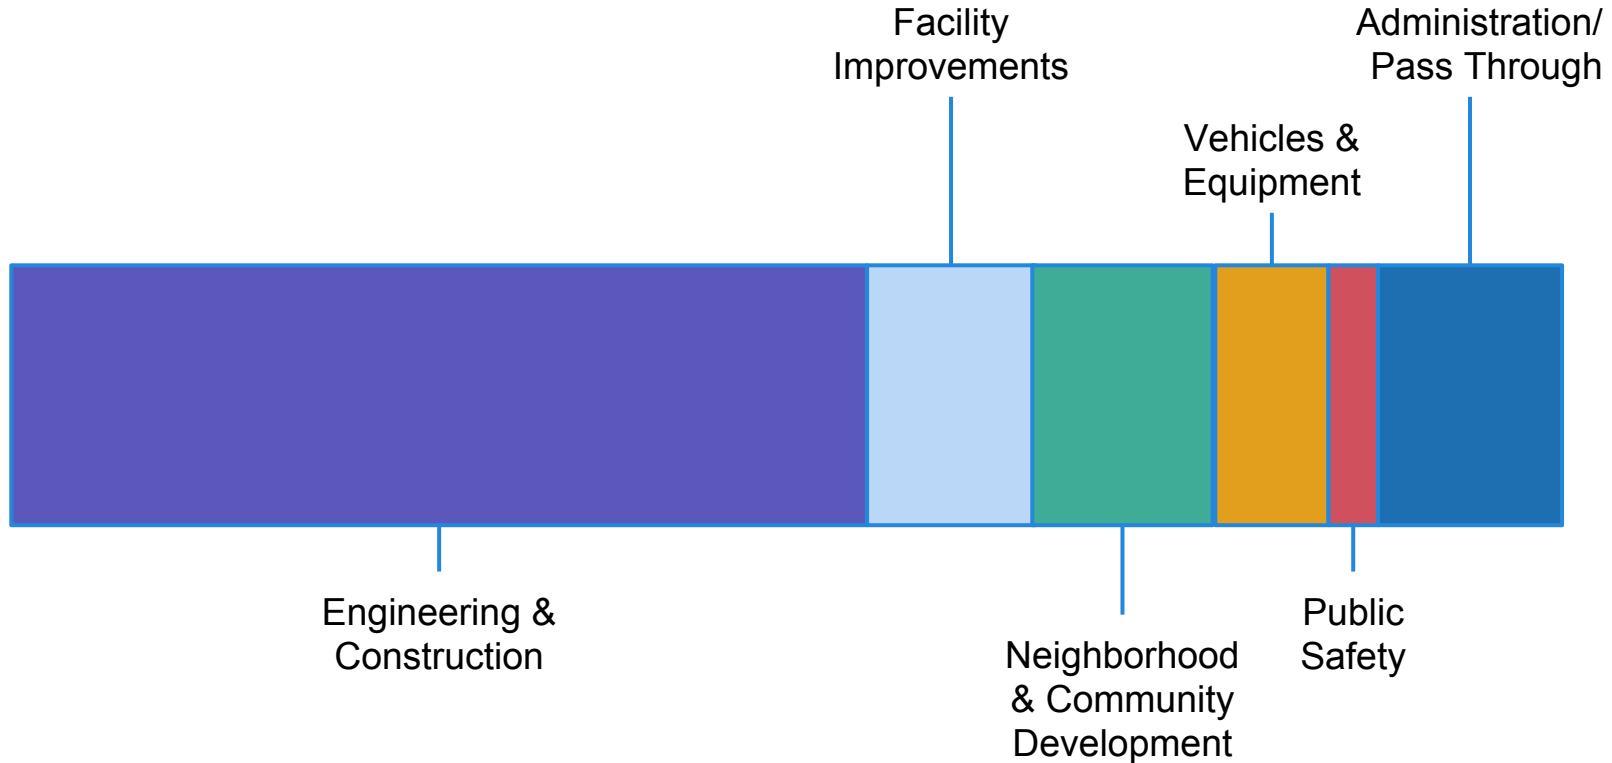 Facility
Improvements
Administration/
Pass Through
Vehicles &
Equipment
Engineering &
Construction
Neighborhood
& Community
Development
Public
Safety